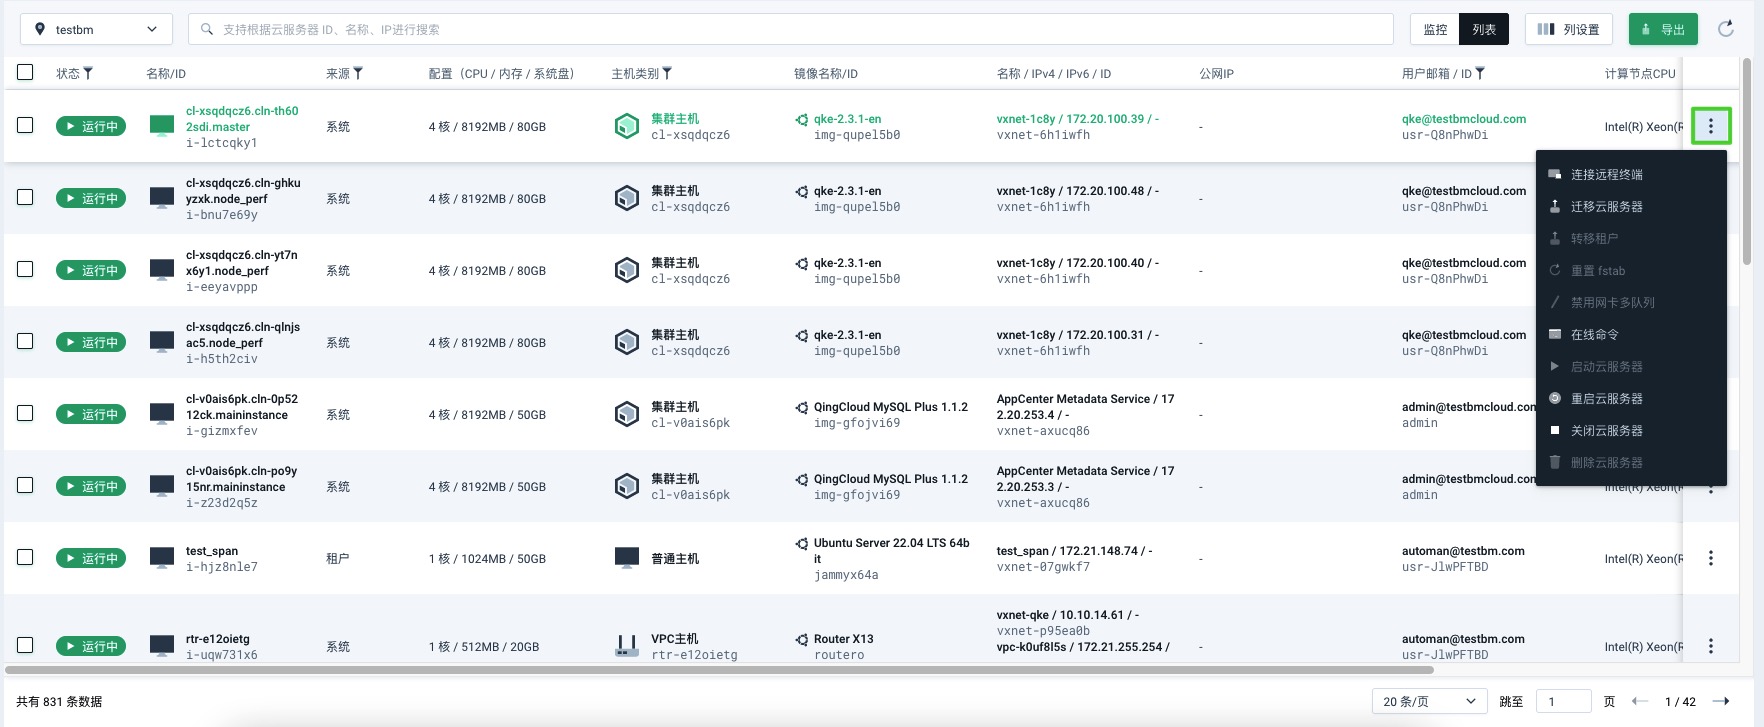 testbm
支持根据云服务器 ID、名称、IP进行搜索
监控
列表
列设置
导出
状态
名称/ID
来源
配置（CPU / 内存 / 系统盘）
主机类别
镜像名称/ID
名称 / IPv4 / IPv6 / ID
公网IP
用户邮箱 / ID
计算节点CPU
运行中
cl-xsqdqcz6.cln-th60
2sdi.master
i-lctcqky1
系统
4 核 / 8192MB / 80GB
集群主机
cl-xsqdqcz6
qke-2.3.1-en
img-qupel5b0
vxnet-1c8y / 172.20.100.39 / -
vxnet-6h1iwfh
-
qke@testbmcloud.com
usr-Q8nPhwDi
Intel(R) Xeon(R
运行中
cl-xsqdqcz6.cln-ghku
yzxk.node_perf
i-bnu7e69y
系统
4 核 / 8192MB / 80GB
集群主机
cl-xsqdqcz6
qke-2.3.1-en
img-qupel5b0
vxnet-1c8y / 172.20.100.48 / -
vxnet-6h1iwfh
-
qke@testbmcloud.com
usr-Q8nPhwDi
运行中
cl-xsqdqcz6.cln-yt7n
x6y1.node_perf
i-eeyavppp
系统
4 核 / 8192MB / 80GB
集群主机
cl-xsqdqcz6
qke-2.3.1-en
img-qupel5b0
vxnet-1c8y / 172.20.100.40 / -
vxnet-6h1iwfh
-
qke@testbmcloud.com
usr-Q8nPhwDi
运行中
cl-xsqdqcz6.cln-qlnjs
ac5.node_perf
i-h5th2civ
系统
4 核 / 8192MB / 80GB
集群主机
cl-xsqdqcz6
qke-2.3.1-en
img-qupel5b0
vxnet-1c8y / 172.20.100.31 / -
vxnet-6h1iwfh
-
qke@testbmcloud.com
usr-Q8nPhwDi
运行中
cl-v0ais6pk.cln-0p52
12ck.maininstance
i-gizmxfev
系统
4 核 / 8192MB / 50GB
集群主机
cl-v0ais6pk
QingCloud MySQL Plus 1.1.2
img-gfojvi69
AppCenter Metadata Service / 17
2.20.253.4 / -
vxnet-axucq86
-
admin@testbmcloud.con
admin
运行中
cl-v0ais6pk.cln-po9y
15nr.maininstance
i-z23d2q5z
系统
4 核 / 8192MB / 50GB
集群主机
cl-v0ais6pk
QingCloud MySQL Plus 1.1.2
img-gfojvi69
AppCenter Metadata Service / 17
2.20.253.3 / -
vxnet-axucq86
-
admin@testbmcloud.con
admin
Intel(R) Xeon(R
连接远程终端
迁移云服务器
转移租户
重置 fstab
禁用网卡多队列
在线命令
启动云服务器
重启云服务器
关闭云服务器
删除云服务器
运行中
test_span
i-hjz8nle7
租户
1 核 / 1024MB / 50GB
普通主机
Ubuntu Server 22.04 LTS 64b
it
jammyx64a
test_span / 172.21.148.74 / -
vxnet-07gwkf7
-
automan@testbm.com
usr-JlwPFTBD
Intel(R) Xeon(R
运行中
rtr-e12oietg
i-uqw731x6
系统
1 核 / 512MB / 20GB
VPC主机
rtr-e12oietg
Router X13
routero
vxnet-qke / 10.10.14.61 / -
vxnet-p95ea0b
vpc-k0uf8l5s / 172.21.255.254 /
-
automan@testbm.com
usr-JlwPFTBD
Intel(R) Xeon(R
共有 831 条数据
20 条/页
跳至
1
页
1 / 42